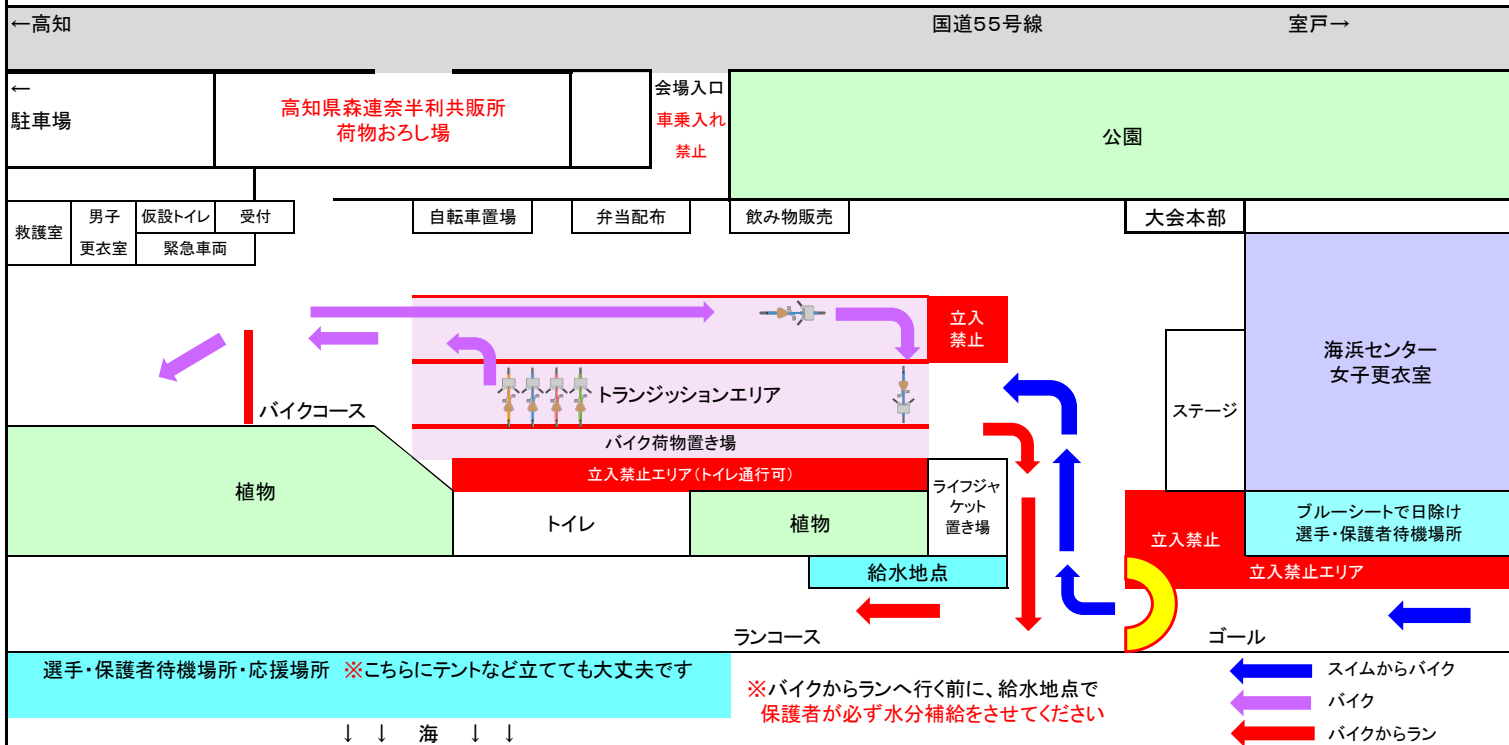 ←高知
国道55号線
室戸→
←
駐車場
高知県森連奈半利共販所
荷物おろし場
会場入口
車乗入れ
禁止
公園
救護室
男子
更衣室
仮設トイレ
受付
緊急車両
自転車置場
弁当配布
飲み物販売
大会本部
立入
禁止
海浜センター
女子更衣室
ステージ
トランジッションエリア
バイクコース
バイク荷物置き場
立入禁止エリア(トイレ通行可)
植物
トイレ
植物
ライフジャ
ケット
置き場
立入禁止
ブルーシートで日除け
選手・保護者待機場所
給水地点
立入禁止エリア
ランコース
ゴール
選手・保護者待機場所・応援場所 ※こちらにテントなど立てても大丈夫です
※バイクからランへ行く前に、給水地点で
保護者が必ず水分補給をさせてください
スイムからバイク
バイク
バイクからラン
↓ ↓ 海 ↓ ↓